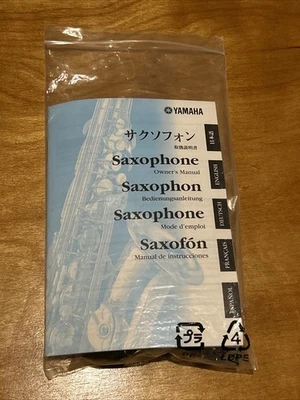 YAMAHA
サクソフォン
取扱説明書
日本語
Saxophone
Owner's Manual
ENGLISH
Saxophon
Bedienungsanleitung
DEUTSCH
Saxophone
Mode d'emploi
FRANÇAIS
Saxofón
Manual de instrucciones
ESPAÑOL
プラ
4